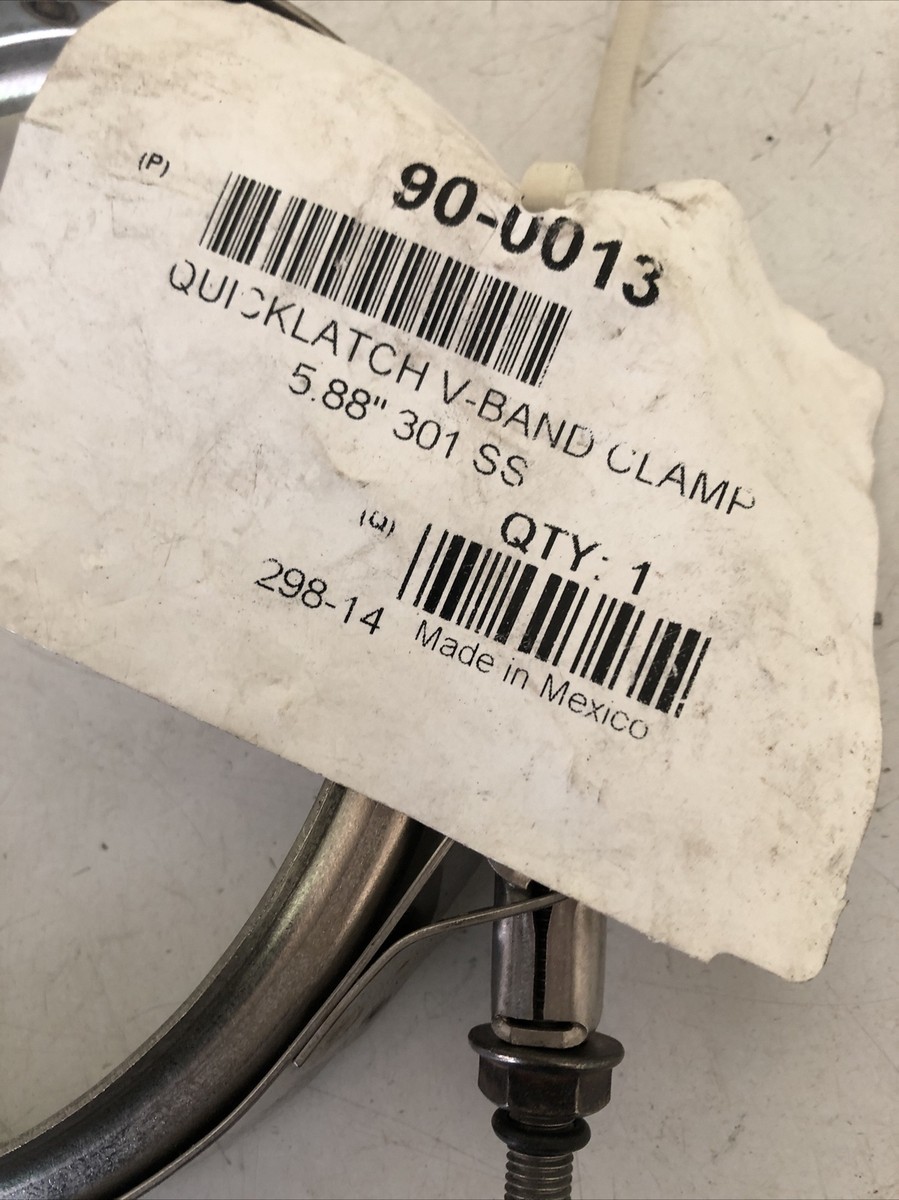 90-0013
(P)
QUICKLATCH V-BAND CLAMP
5.88" 301 SS
QTY: 1
(Q)
298-14
Made in Mexico